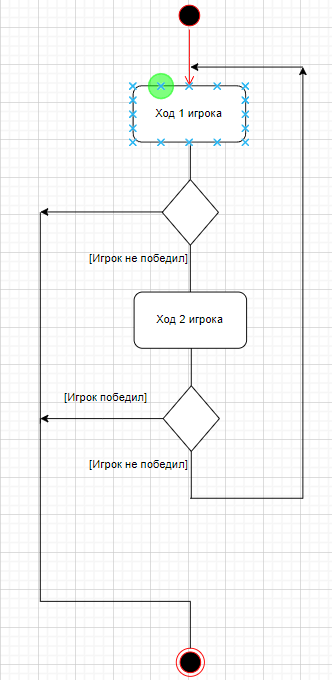 Ход 1 игрока
[Игрок не победил]
Ход 2 игрока
[Игрок победил]
[Игрок не победил]